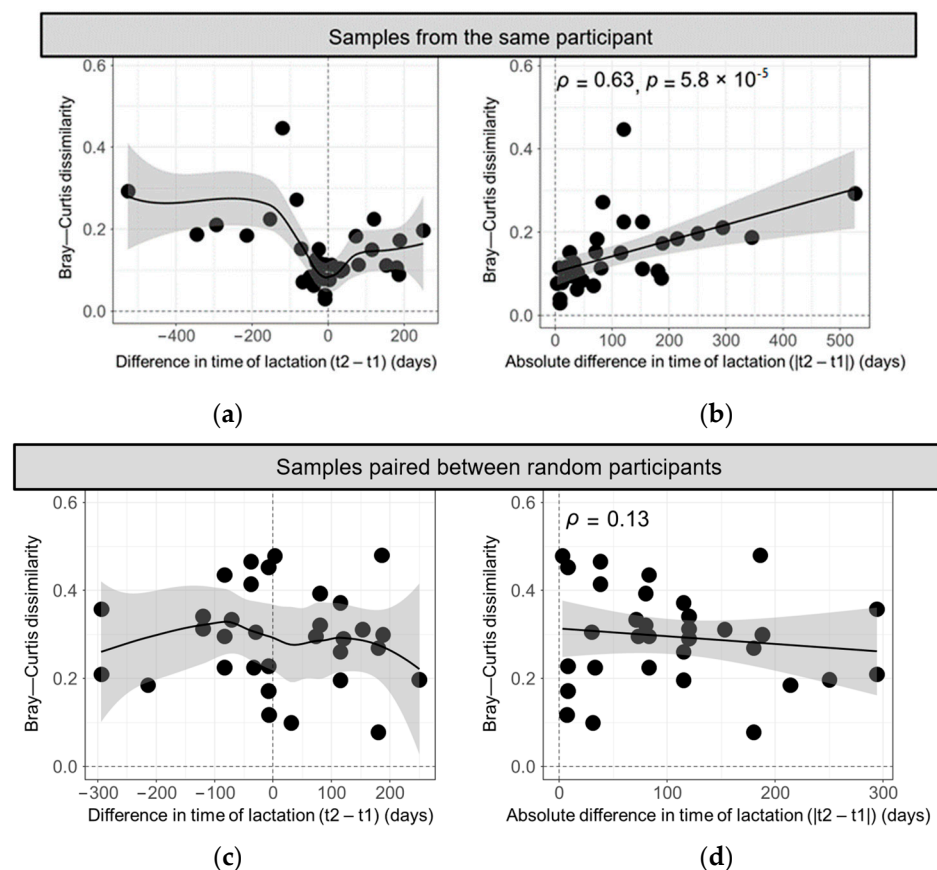 Samples from the same participant
0.6
0.4
0.2
0.0
Bray—Curtis dissimilarity
−400
−200
0
200
Difference in time of lactation (t2 – t1) (days)
(a)
ρ = 0.63, p = 5.8 × 10-5
0.6
0.4
0.2
0.0
Bray—Curtis dissimilarity
0
100
200
300
400
500
Absolute difference in time of lactation (|t2 – t1|) (days)
(b)
Samples paired between random participants
0.6
0.4
0.2
0.0
Bray—Curtis dissimilarity
−300
−200
−100
0
100
200
Difference in time of lactation (t2 – t1) (days)
(c)
ρ = 0.13
0.6
0.4
0.2
0.0
Bray—Curtis dissimilarity
0
100
200
300
Absolute difference in time of lactation (|t2 – t1|) (days)
(d)